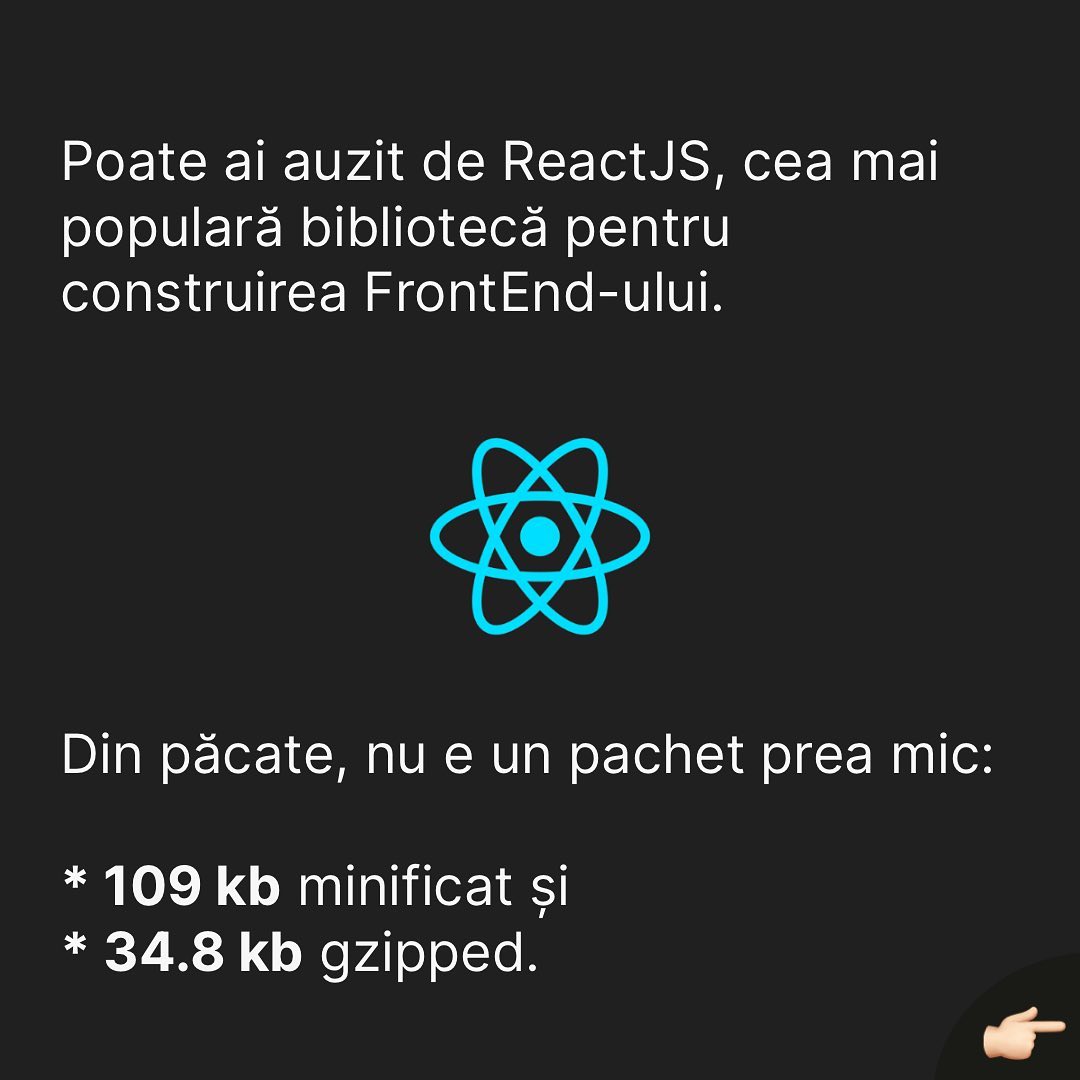 Poate ai auzit de ReactJS, cea mai
populară bibliotecă pentru
construirea FrontEnd-ului.
Din păcate, nu e un pachet prea mic:
* 109 kb minificat și
* 34.8 kb gzipped.